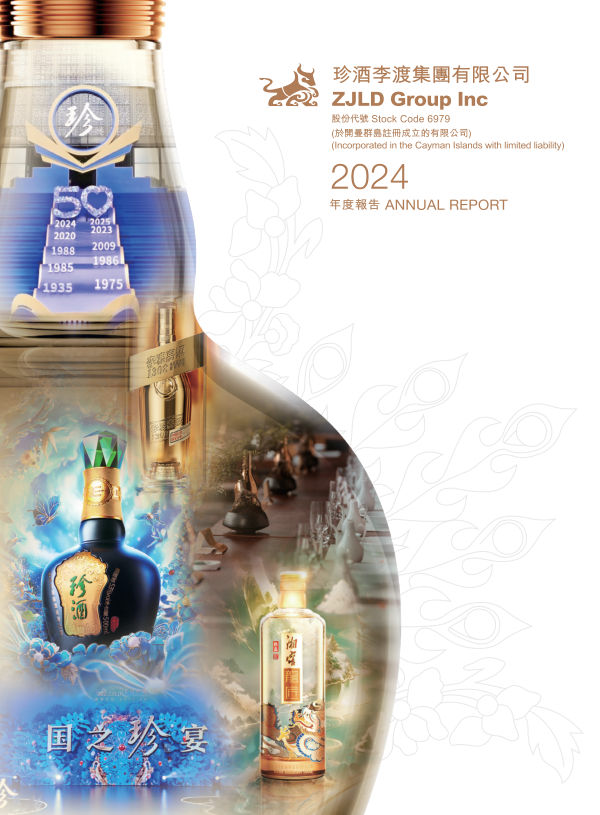 珍酒李渡集團有限公司
ZJLD Group Inc
股份代號 Stock Code 6979
(於開曼群島註冊成立的有限公司)
(Incorporated in the Cayman Islands with limited liability)
2024
年度報告 ANNUAL REPORT
珍
50
2024 2025
2020 2023
1988 2009
1985 1986
1935 1975
珍酒
湘窖
国之珍宴